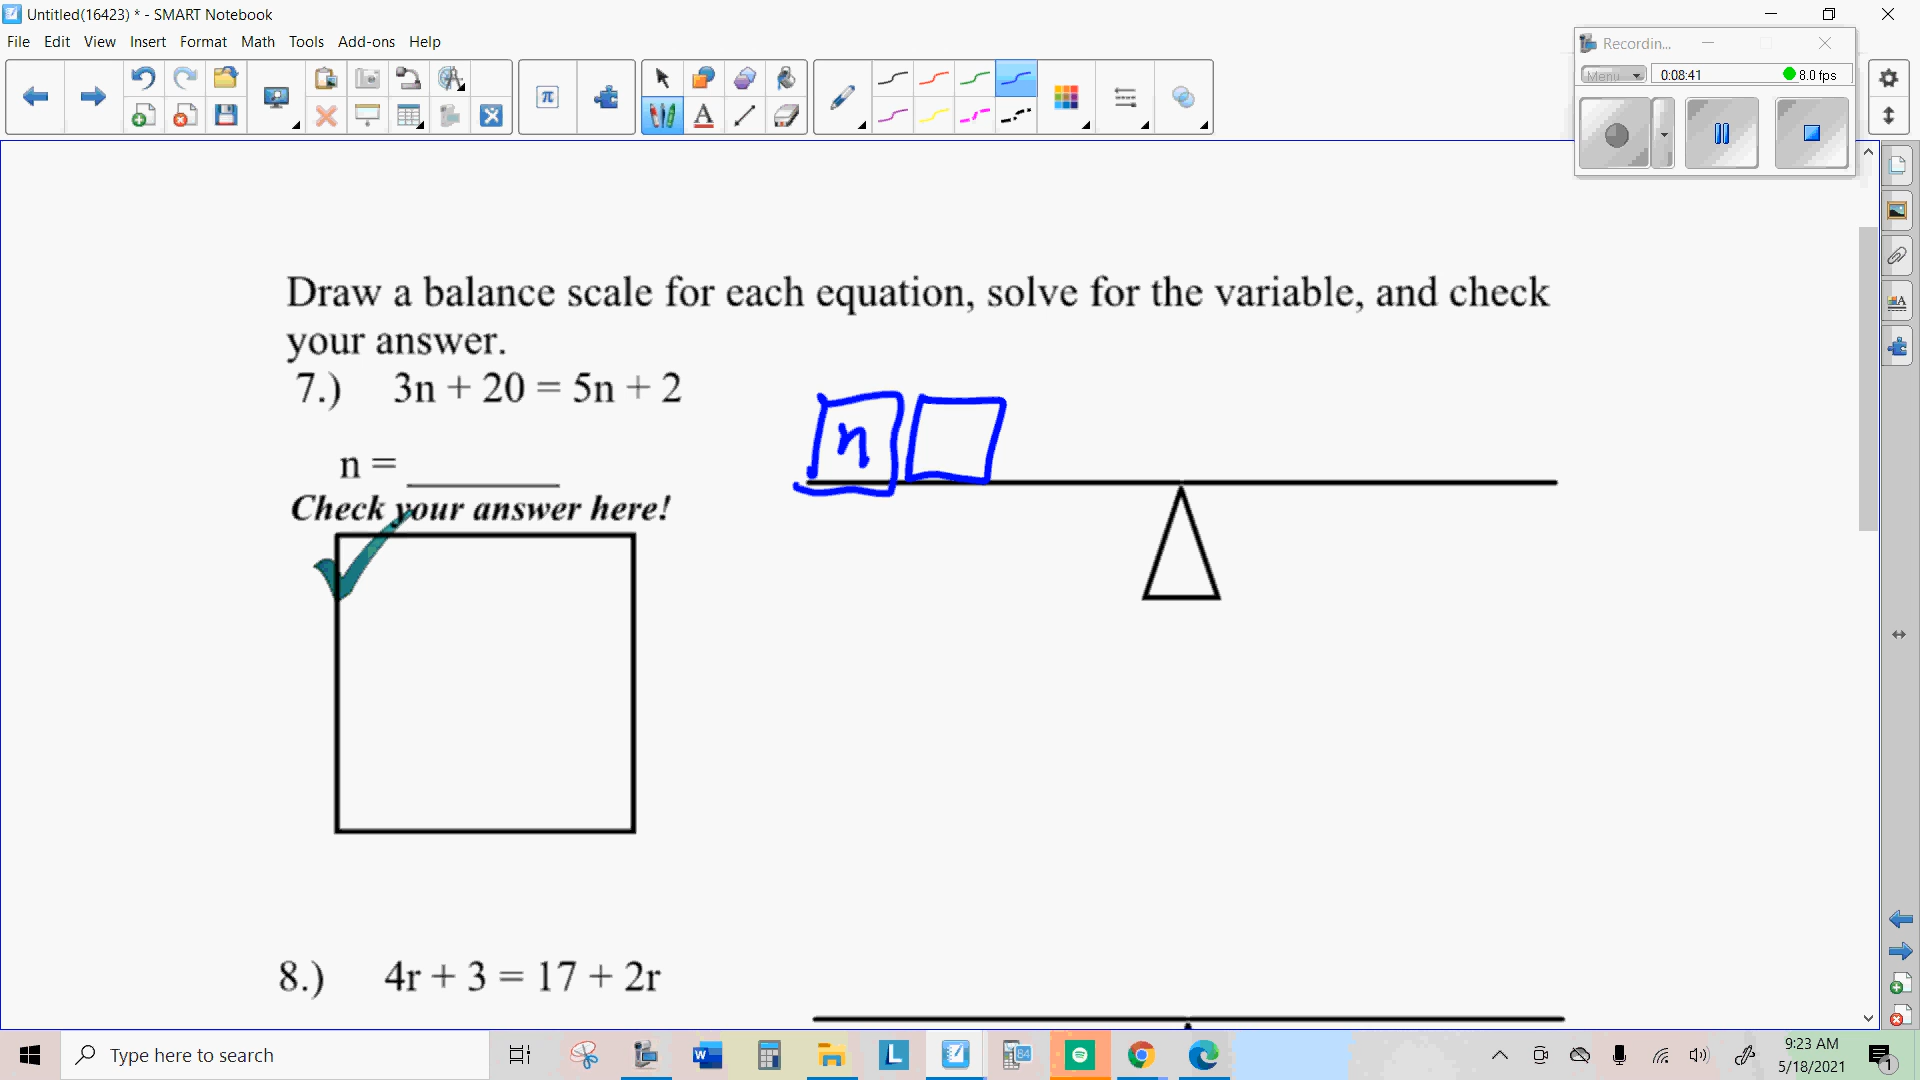 Untitled(16423) * - SMART Notebook
File Edit View Insert Format Math Tools Add-ons Help
Recordin...
Menu 0:08:41 8.0 fps
π
A
Draw a balance scale for each equation, solve for the variable, and check
your answer.
7.) 3n + 20 = 5n + 2
n
n = ________
Check your answer here!
8.) 4r + 3 = 17 + 2r
Type here to search
L
84
9:23 AM
5/18/2021
1